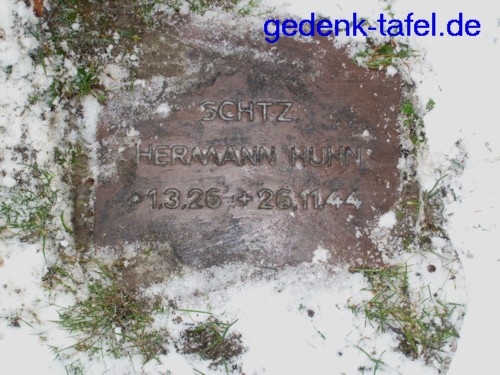 gedenk-tafel.de
SCHTZ.
HERMANN HUHN
* 1.3.26 + 26.11.44